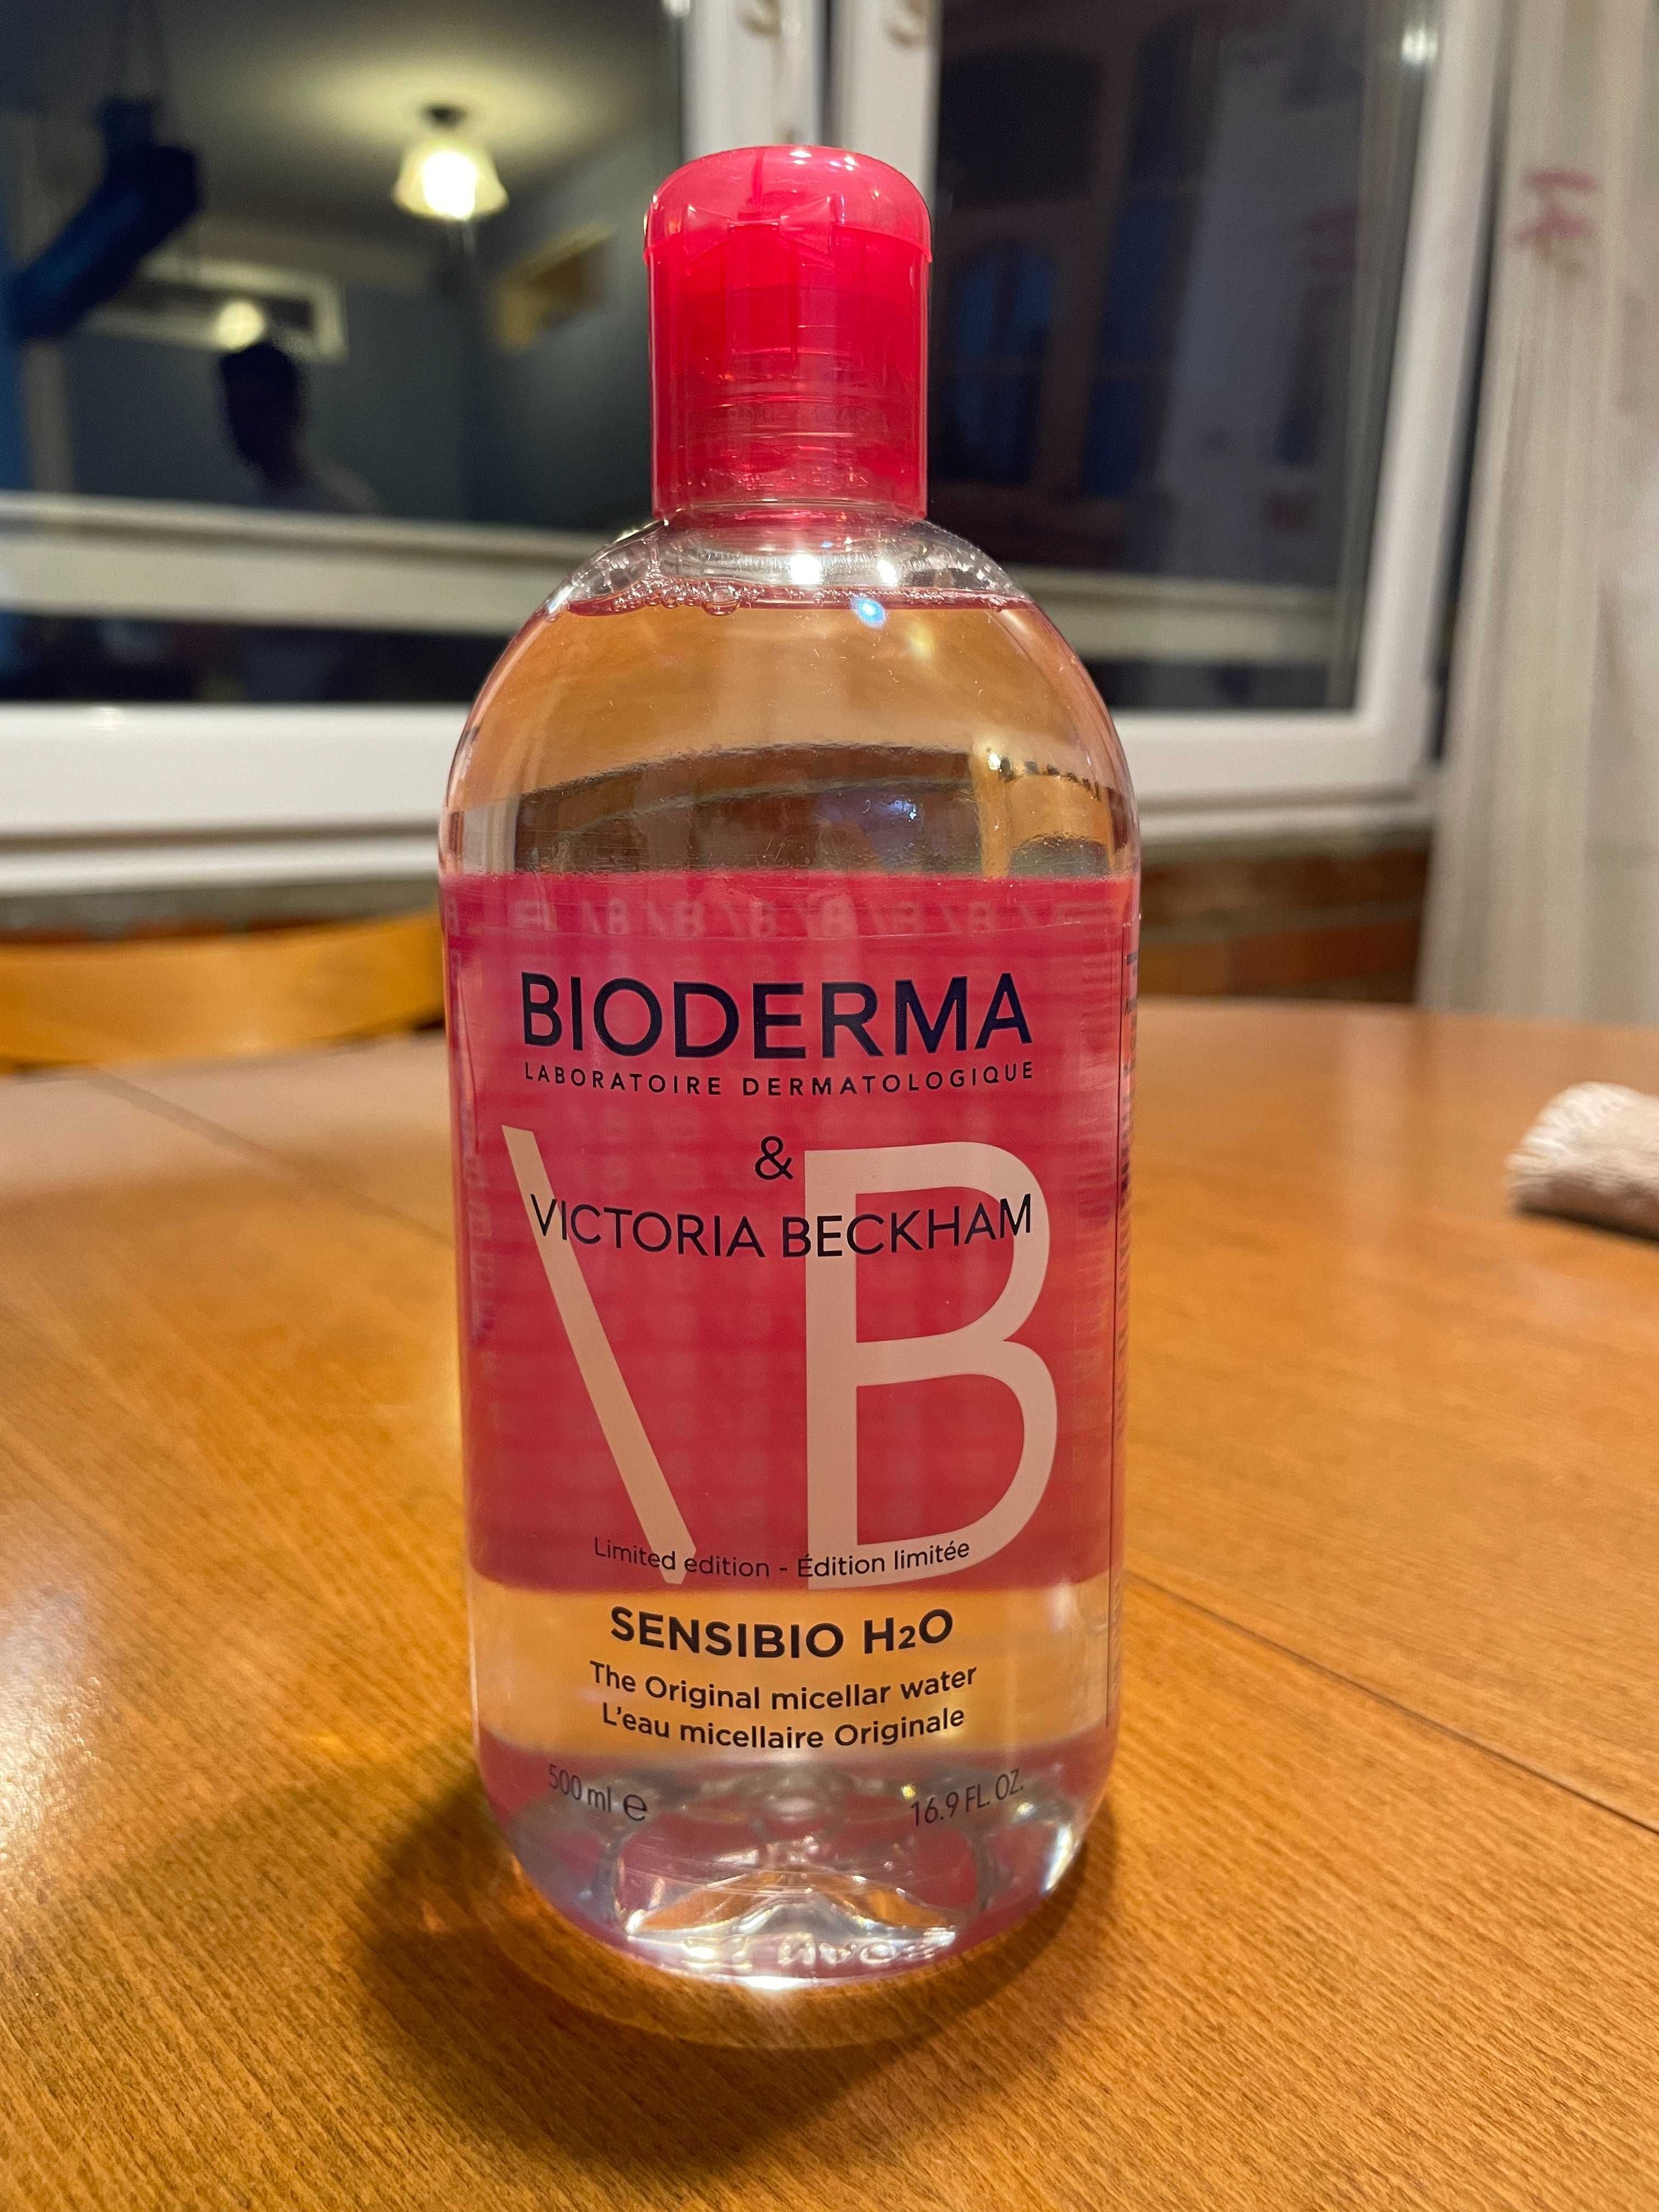 BIODERMA
LABORATOIRE DERMATOLOGIQUE
&
VICTORIA BECKHAM
\B
Limited edition - Édition limitée
SENSIBIO H₂O
The Original micellar water
L'eau micellaire Originale
500 ml ℮ 16.9 FL. OZ.